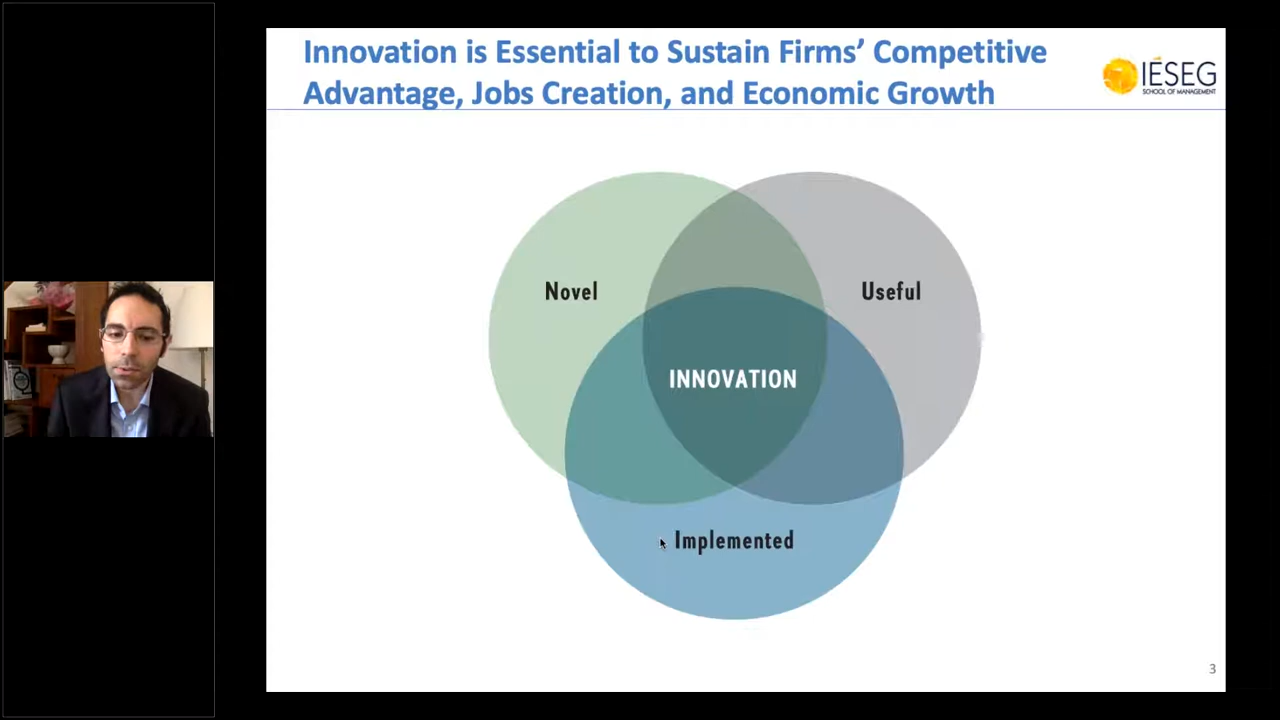 Innovation is Essential to Sustain Firms’ Competitive
Advantage, Jobs Creation, and Economic Growth
IÉSEG
SCHOOL OF MANAGEMENT
Novel
Useful
INNOVATION
Implemented
3